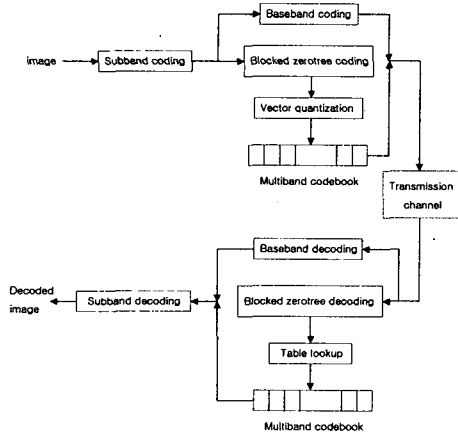 Baseband coding
image
Subband coding
Blocked zerotree coding
Vector quantization
Multiband codebook
Transmission
channel
Baseband decoding
Decoded
image
Subband decoding
Blocked zerotree decoding
Table lookup
Multiband codebook